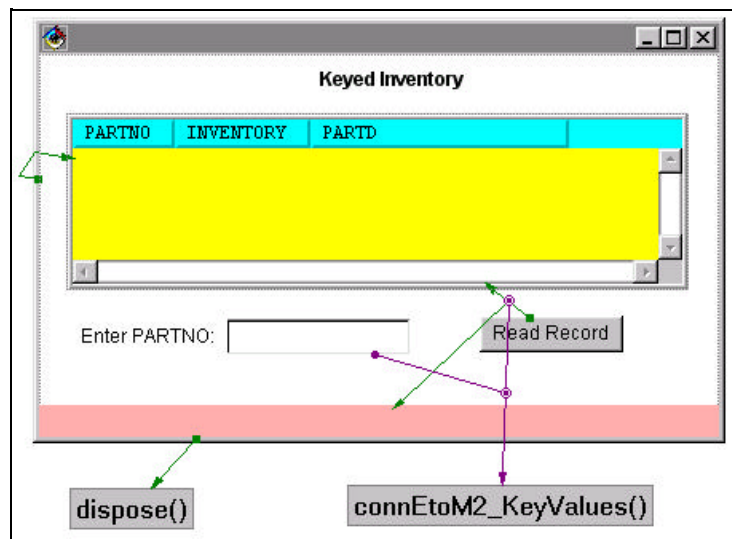 Keyed Inventory
PARTNO INVENTORY PARTD
Enter PARTNO: Read Record
dispose() connEtoM2_KeyValues()